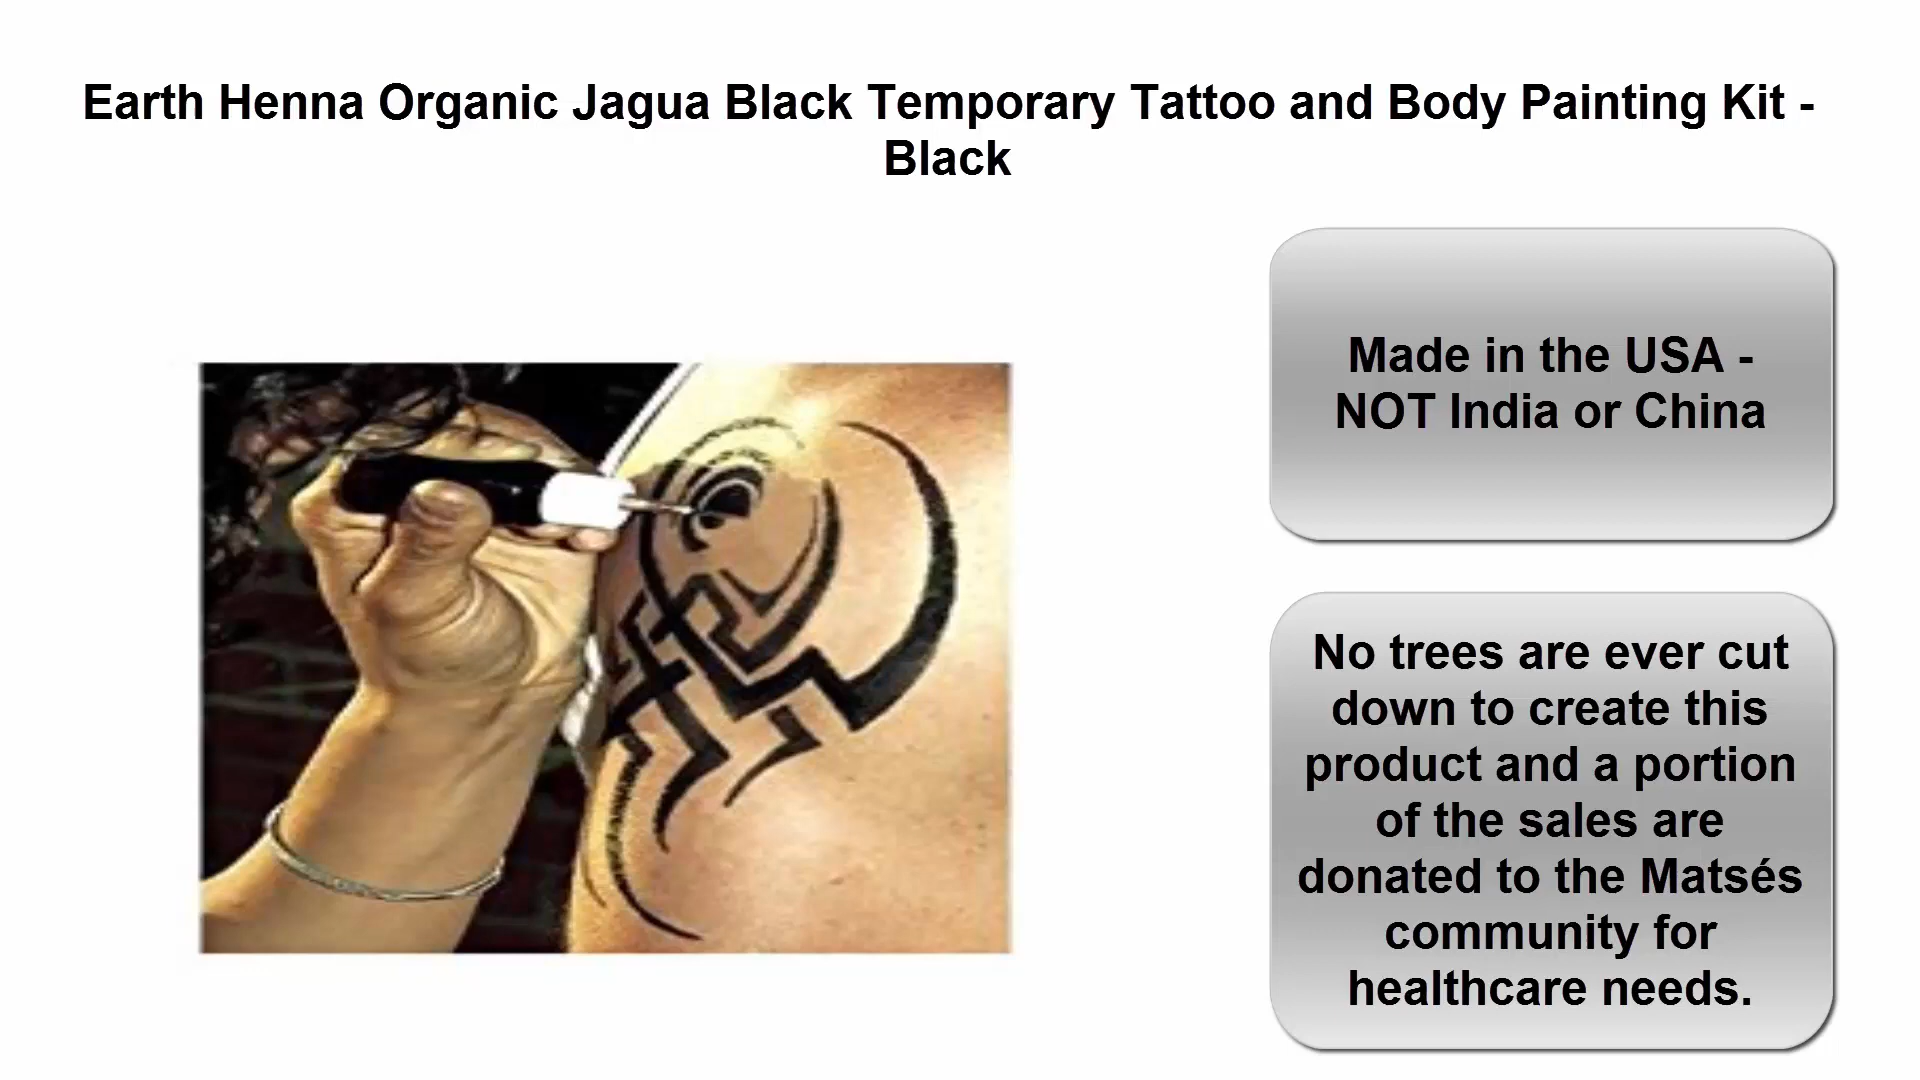 Earth Henna Organic Jagua Black Temporary Tattoo and Body Painting Kit -
Black
Made in the USA -
NOT India or China
No trees are ever cut
down to create this
product and a portion
of the sales are
donated to the Matsés
community for
healthcare needs.